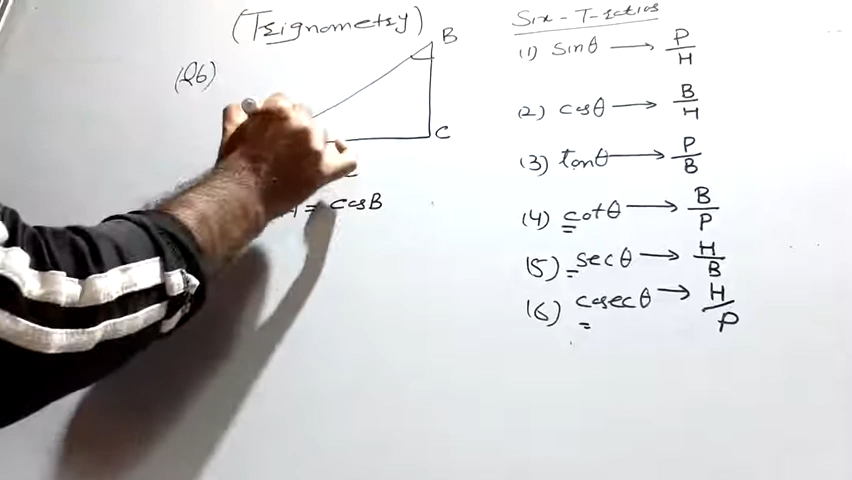 (Trignometry)
(Q6)
B
C
= cosB
Six - T-ratios
(1) sinθ → P/H
(2) cosθ → B/H
(3) tanθ → P/B
(4) cotθ → B/P
(5) secθ → H/B
(6) cosecθ → H/P